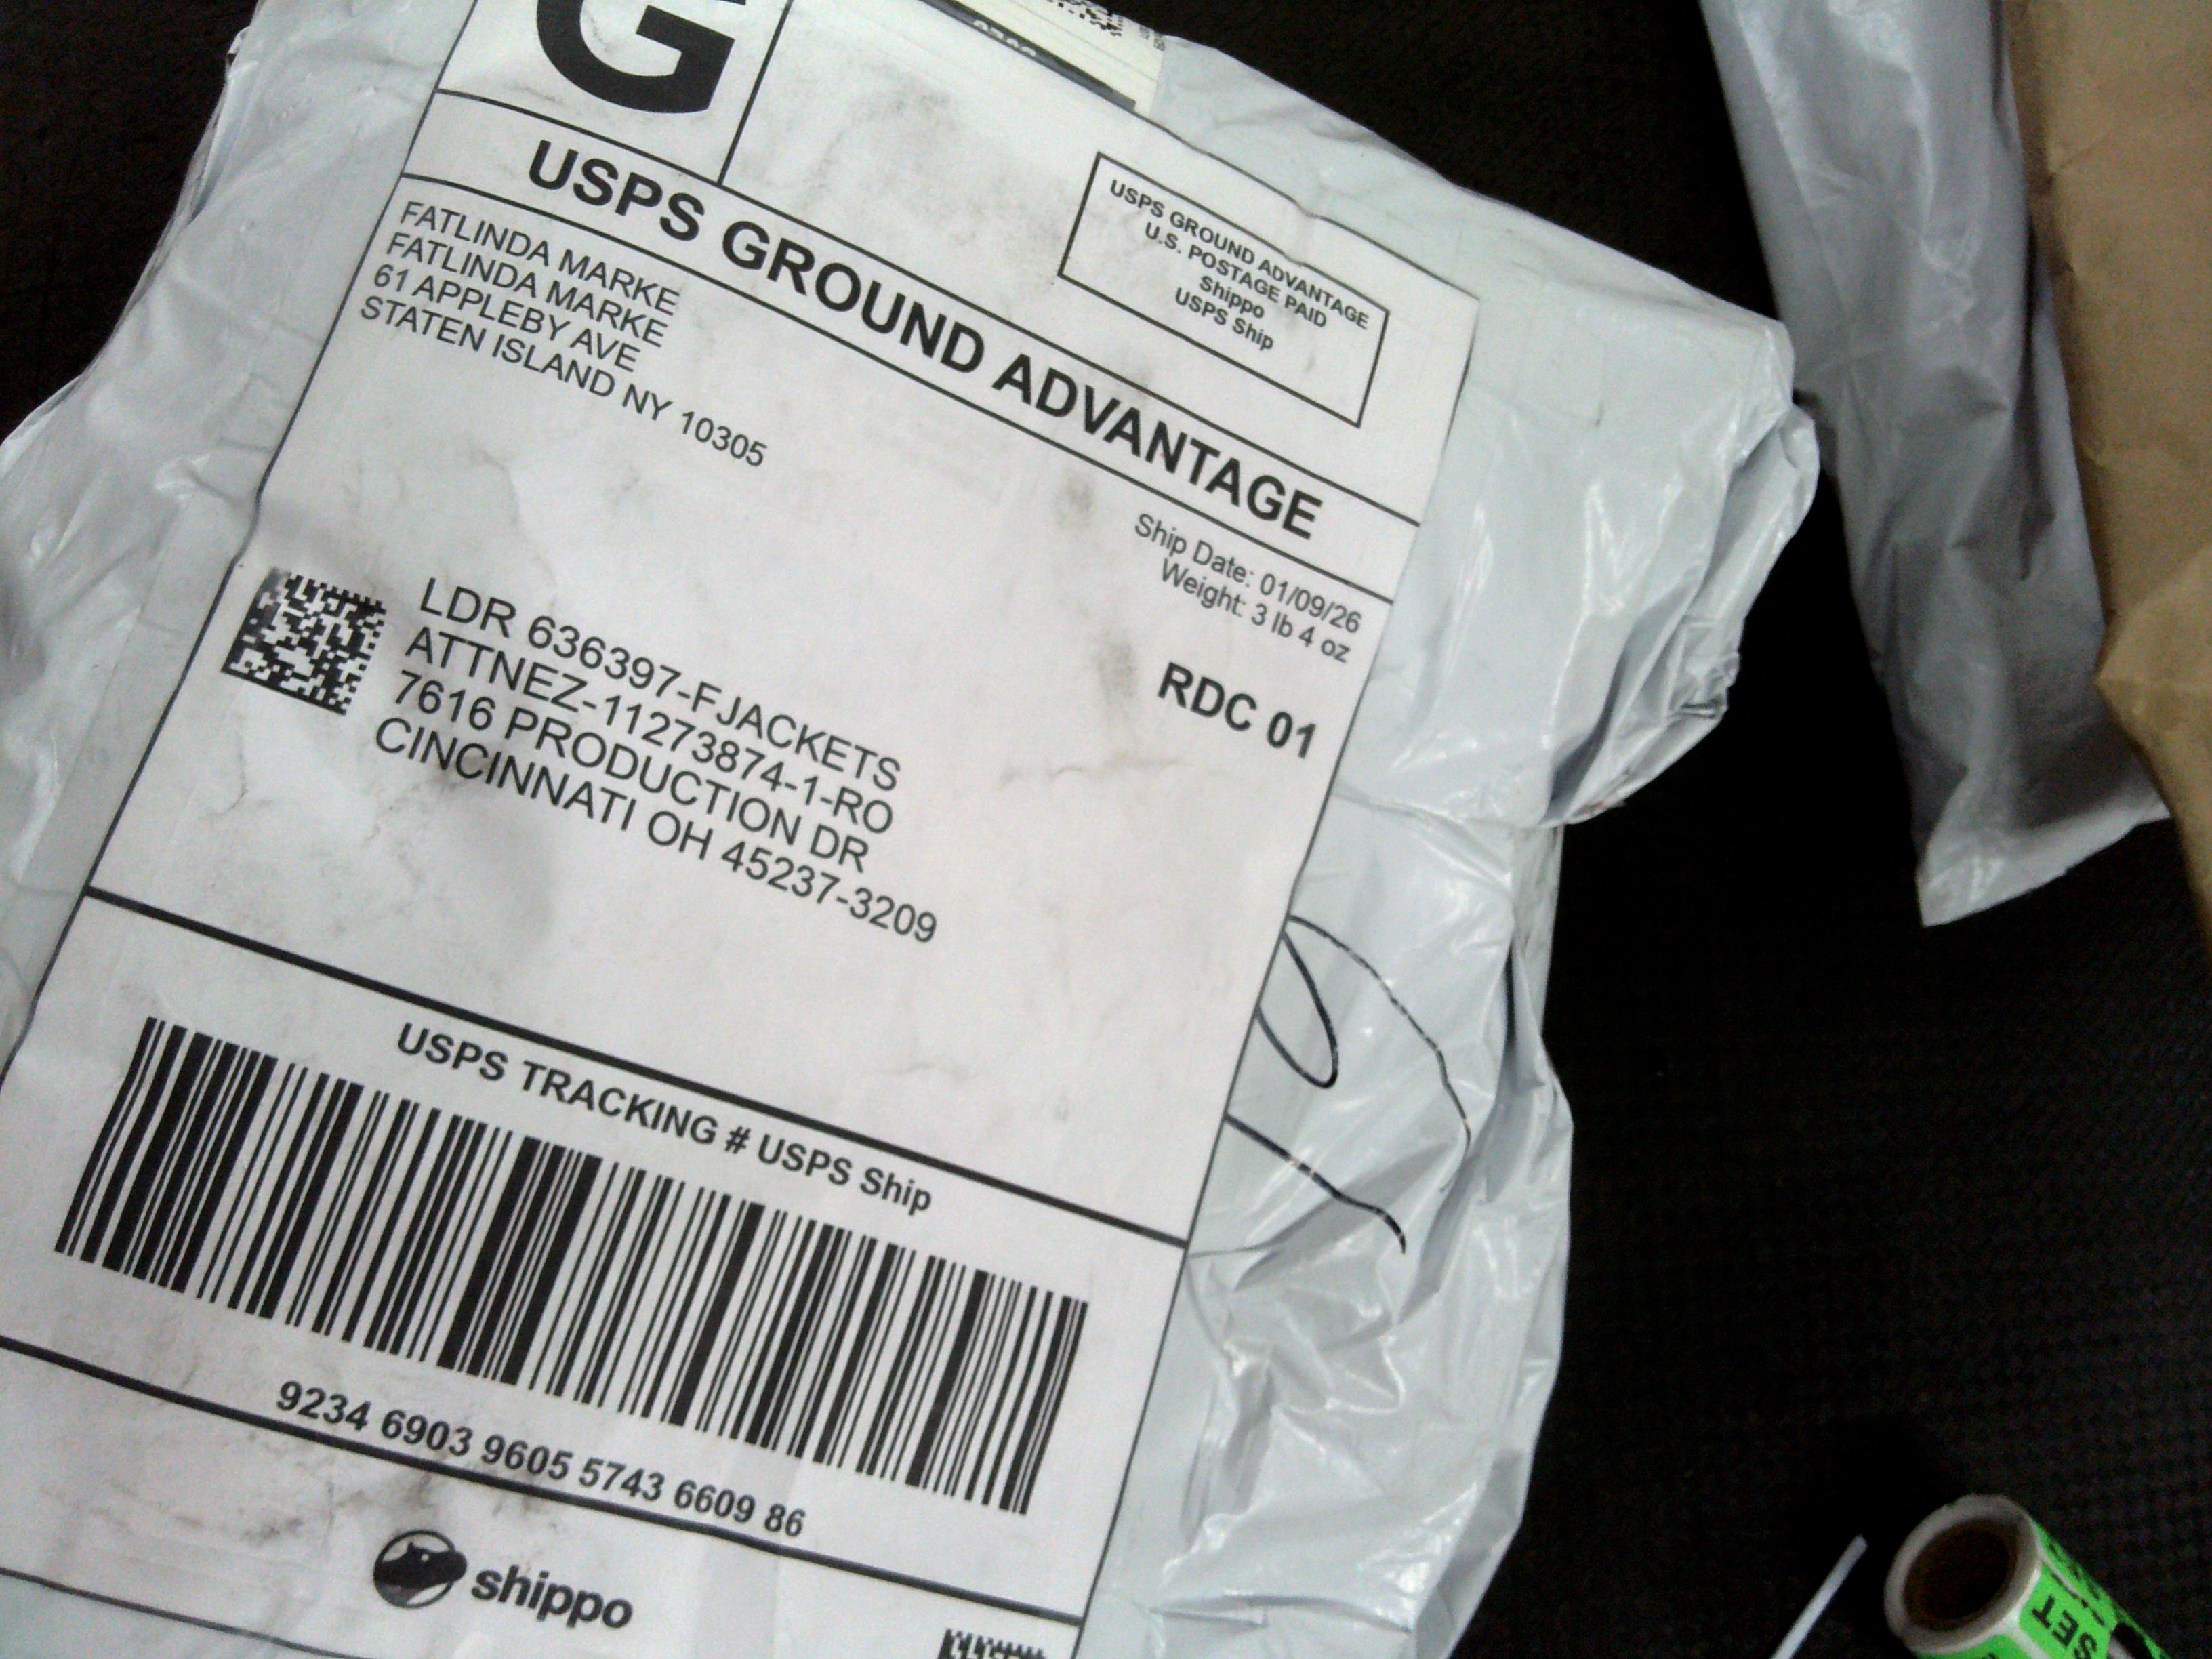 G
USPS GROUND ADVANTAGE
U.S. POSTAGE PAID
Shippo
USPS Ship
USPS GROUND ADVANTAGE
FATLINDA MARKE
FATLINDA MARKE
61 APPLEBY AVE
STATEN ISLAND NY 10305
Ship Date: 01/09/26
Weight: 3 lb 4 oz
RDC 01
LDR 636397-FJACKETS
ATTNEZ-11273874-1-RO
7616 PRODUCTION DR
CINCINNATI OH 45237-3209
USPS TRACKING # USPS Ship
9234 6903 9605 5743 6609 86
shippo
SET